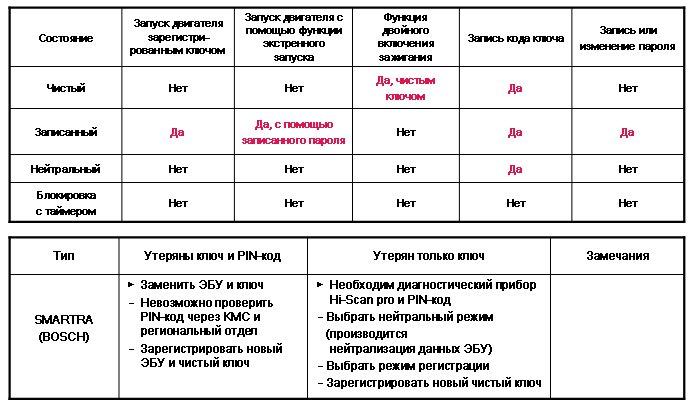 Состояние
Запуск двигателя
зарегистри-
рованным ключом
Запуск двигателя с
помощью функции
экстренного
запуска
Функция
двойного
включения
зажигания
Запись кода ключа
Запись или
изменение пароля
Чистый
Нет
Нет
Да, чистым
ключом
Да
Нет
Записанный
Да
Да, с помощью
записанного пароля
Нет
Да
Да
Нейтральный
Нет
Нет
Нет
Да
Нет
Блокировка
с таймером
Нет
Нет
Нет
Нет
Нет
Тип
Утеряны ключ и PIN-код
Утерян только ключ
Замечания
SMARTRA
(BOSCH)
► Заменить ЭБУ и ключ
– Невозможно проверить
PIN-код через КМС и
региональный отдел
– Зарегистрировать новый
ЭБУ и чистый ключ
► Необходим диагностический прибор
Hi-Scan pro и PIN-код
– Выбрать нейтральный режим
(производится
нейтрализация данных ЭБУ)
– Выбрать режим регистрации
– Зарегистрировать новый чистый ключ